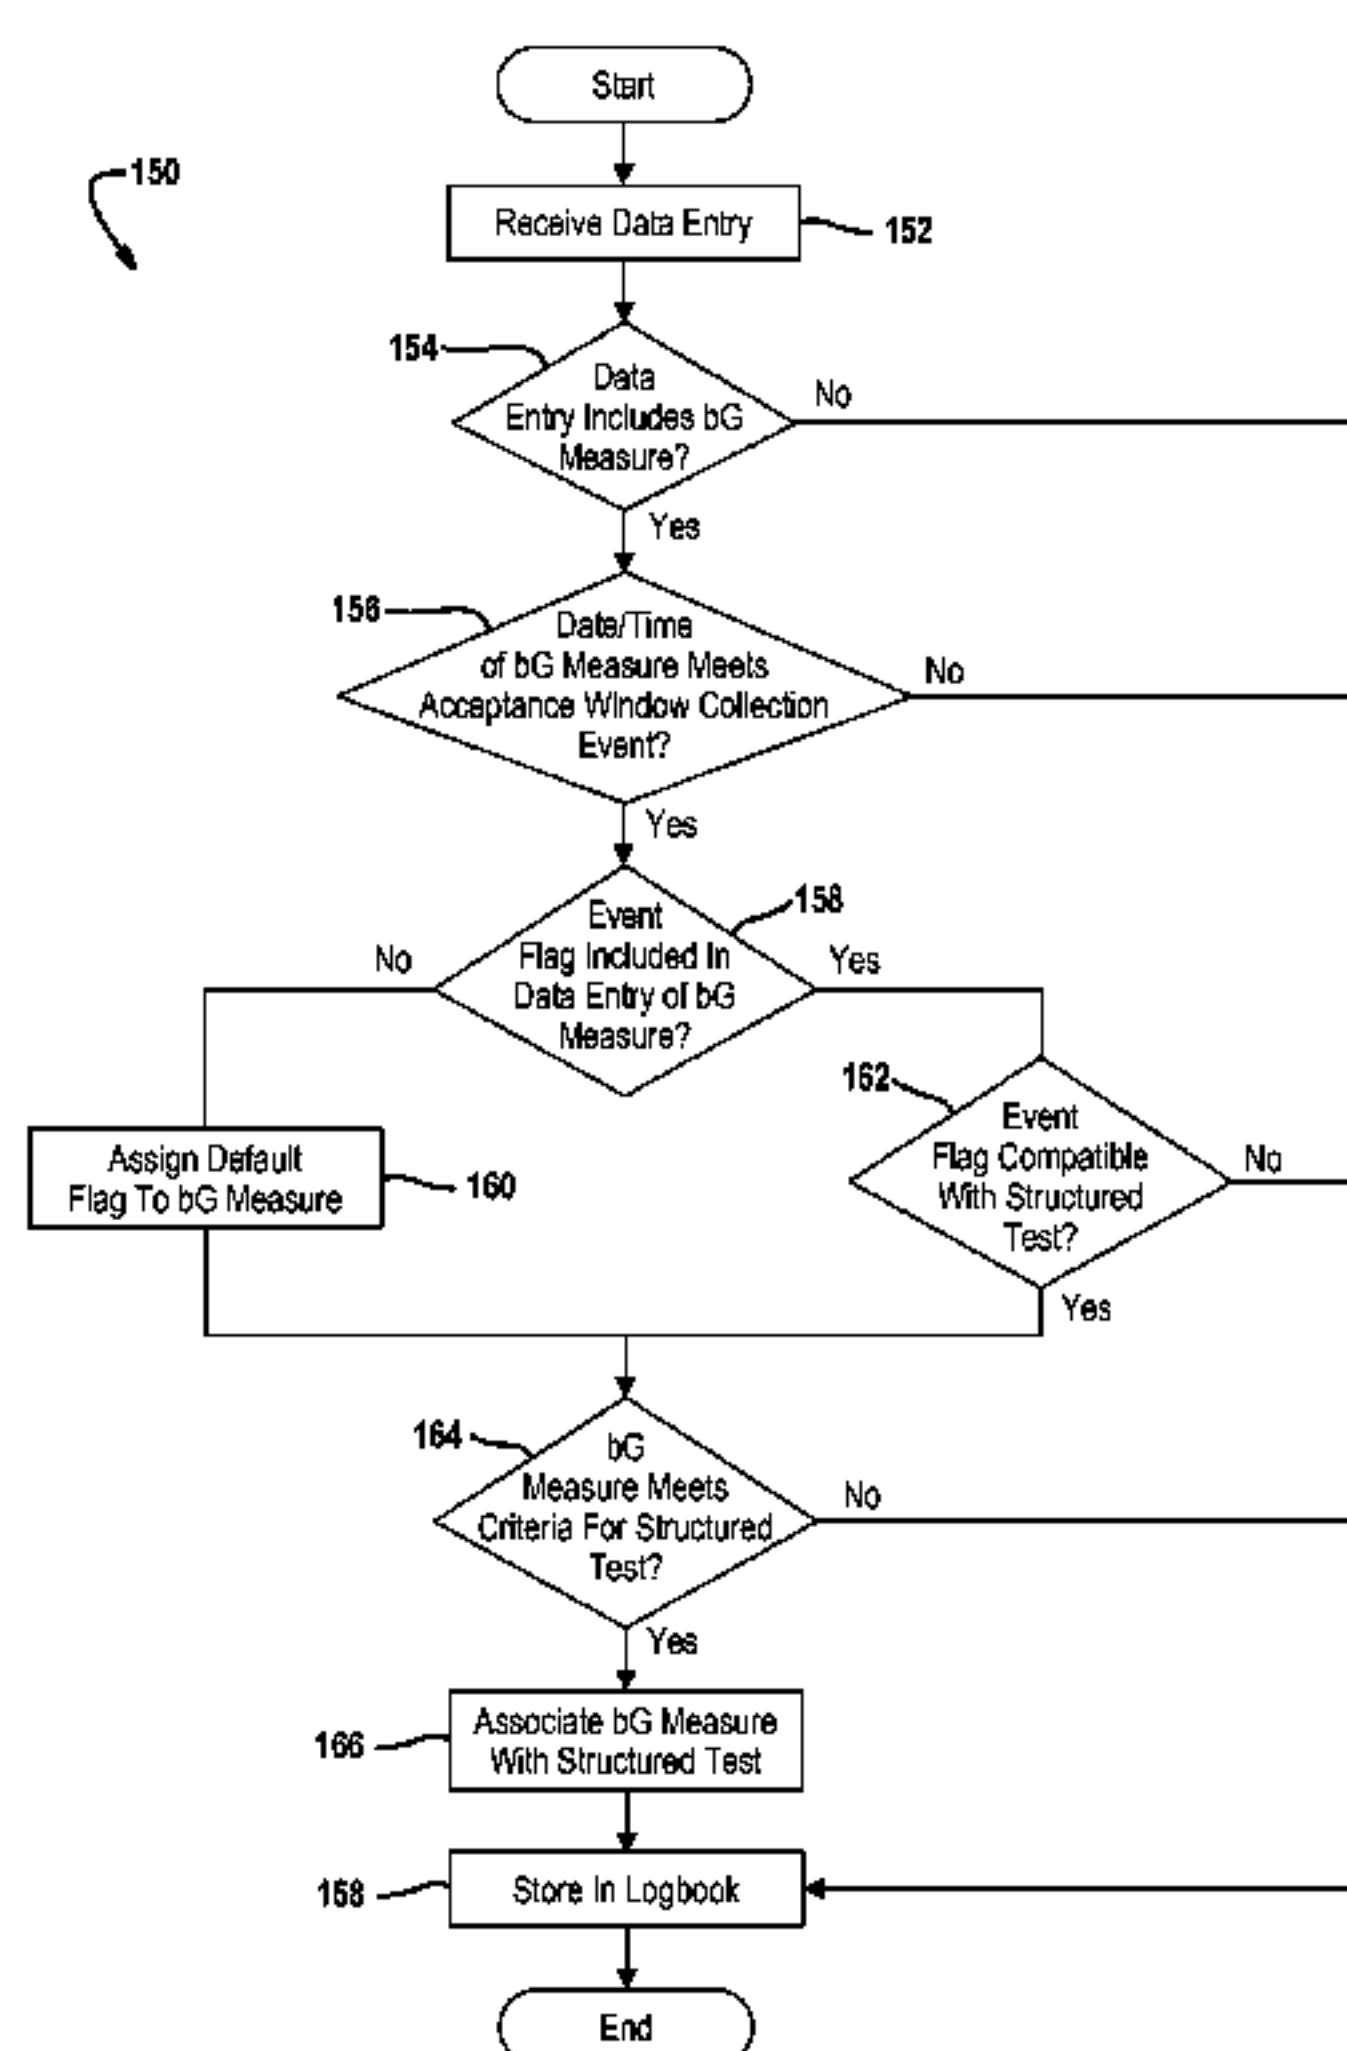 Start
150
Receive Data Entry
152
154
Data
Entry Includes bG
Measure?
No
Yes
156
Date/Time
of bG Measure Meets
Acceptance Window Collection
Event?
No
Yes
158
Event
Flag Included In
Data Entry of bG
Measure?
No
Yes
162
Event
Flag Compatible
With Structured
Test?
No
Assign Default
Flag To bG Measure
160
Yes
164
bG
Measure Meets
Criteria For Structured
Test?
No
Yes
Associate bG Measure
With Structured Test
166
Store In Logbook
168
End